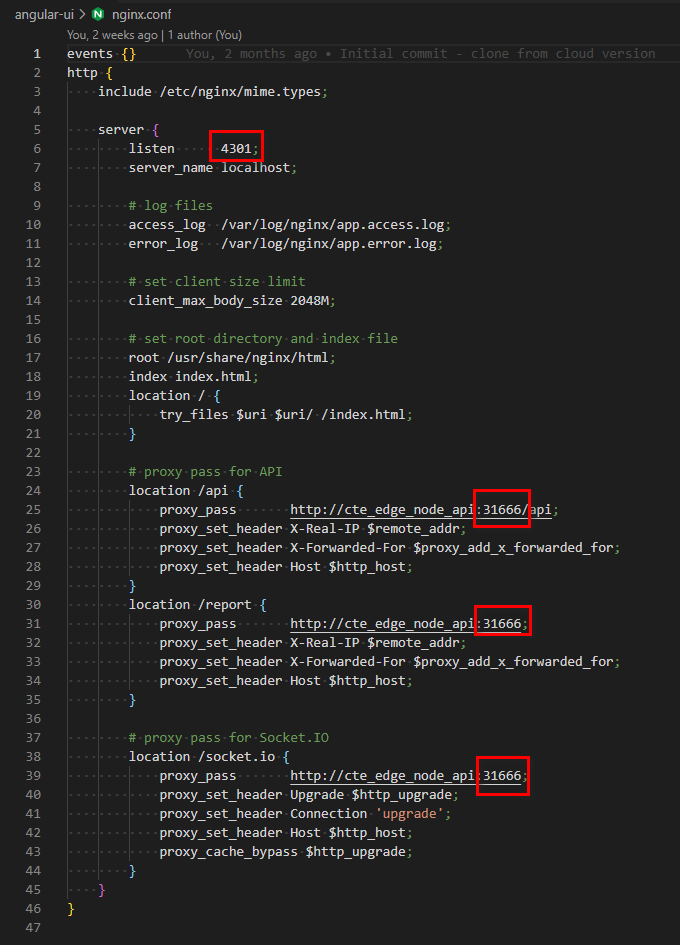 angular-ui > nginx.conf
You, 2 weeks ago | 1 author (You)
1 events {} You, 2 months ago • Initial commit - clone from cloud version
2 http {
3 include /etc/nginx/mime.types;
4
5 server {
6 listen 4301;
7 server_name localhost;
8
9 # log files
10 access_log /var/log/nginx/app.access.log;
11 error_log /var/log/nginx/app.error.log;
12
13 # set client size limit
14 client_max_body_size 2048M;
15
16 # set root directory and index file
17 root /usr/share/nginx/html;
18 index index.html;
19 location / {
20 try_files $uri $uri/ /index.html;
21 }
22
23 # proxy pass for API
24 location /api {
25 proxy_pass http://cte_edge_node_api:31666/api;
26 proxy_set_header X-Real-IP $remote_addr;
27 proxy_set_header X-Forwarded-For $proxy_add_x_forwarded_for;
28 proxy_set_header Host $http_host;
29 }
30 location /report {
31 proxy_pass http://cte_edge_node_api:31666;
32 proxy_set_header X-Real-IP $remote_addr;
33 proxy_set_header X-Forwarded-For $proxy_add_x_forwarded_for;
34 proxy_set_header Host $http_host;
35 }
36
37 # proxy pass for Socket.IO
38 location /socket.io {
39 proxy_pass http://cte_edge_node_api:31666;
40 proxy_set_header Upgrade $http_upgrade;
41 proxy_set_header Connection 'upgrade';
42 proxy_set_header Host $http_host;
43 proxy_cache_bypass $http_upgrade;
44 }
45 }
46 }
47